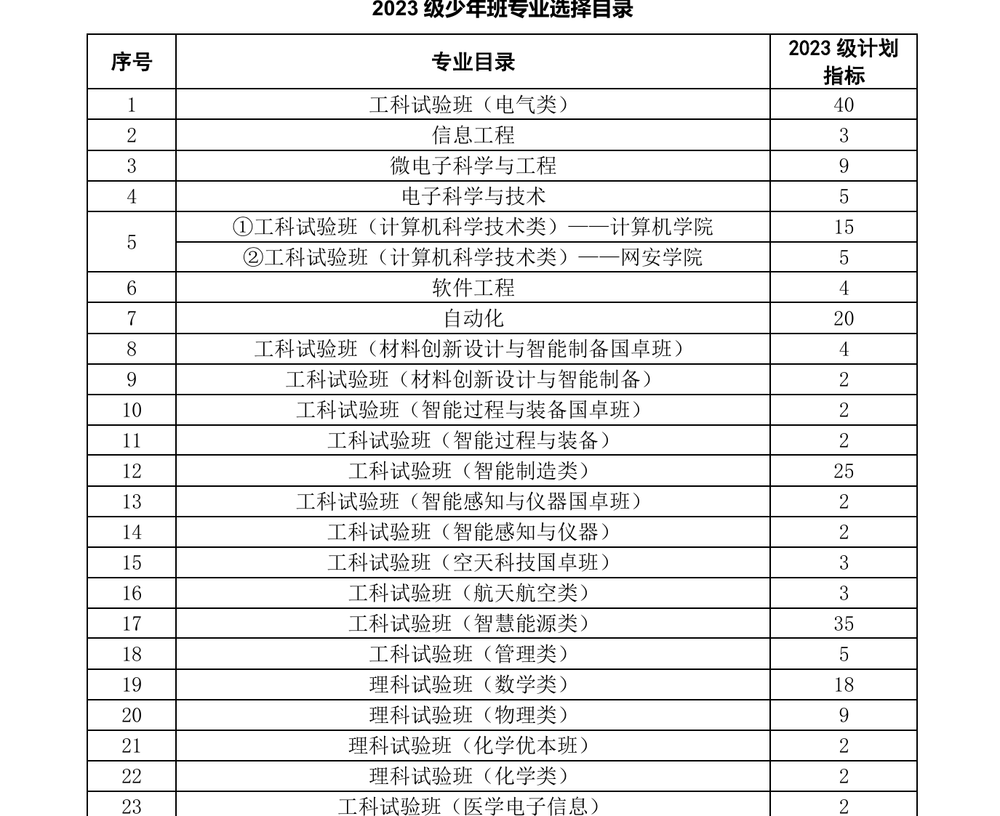 2023 级少年班专业选择目录
序号 专业目录 2023 级计划
指标
1 工科试验班（电气类） 40
2 信息工程 3
3 微电子科学与工程 9
4 电子科学与技术 5
5 ①工科试验班（计算机科学技术类）——计算机学院 15
②工科试验班（计算机科学技术类）——网安学院 5
6 软件工程 4
7 自动化 20
8 工科试验班（材料创新设计与智能制备国卓班） 4
9 工科试验班（材料创新设计与智能制备） 2
10 工科试验班（智能过程与装备国卓班） 2
11 工科试验班（智能过程与装备） 2
12 工科试验班（智能制造类） 25
13 工科试验班（智能感知与仪器国卓班） 2
14 工科试验班（智能感知与仪器） 2
15 工科试验班（空天科技国卓班） 3
16 工科试验班（航天航空类） 3
17 工科试验班（智慧能源类） 35
18 工科试验班（管理类） 5
19 理科试验班（数学类） 18
20 理科试验班（物理类） 9
21 理科试验班（化学优本班） 2
22 理科试验班（化学类） 2
23 工科试验班（医学电子信息） 2